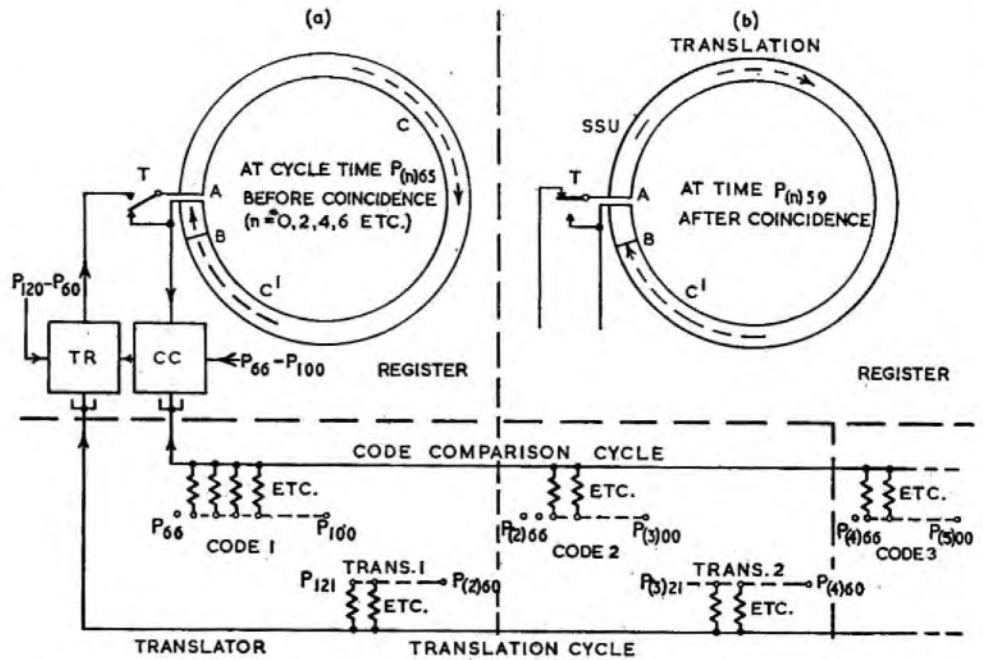 (a)
(b)
TRANSLATION
C
SSU
T
A
AT CYCLE TIME P(n)65
BEFORE COINCIDENCE
(n=0,2,4,6 ETC.)
B
C1
T
A
AT TIME P(n)59
AFTER COINCIDENCE
B
C1
P120-P60
TR
CC
P66-P100
REGISTER
REGISTER
CODE COMPARISON CYCLE
ETC.
ETC.
ETC.
P66
P100
CODE 1
P(2)66
P(3)00
CODE 2
P(4)66
P(5)00
CODE 3
P121
TRANS.1
P(2)60
ETC.
P(3)21
TRANS.2
P(4)60
ETC.
TRANSLATOR
TRANSLATION CYCLE